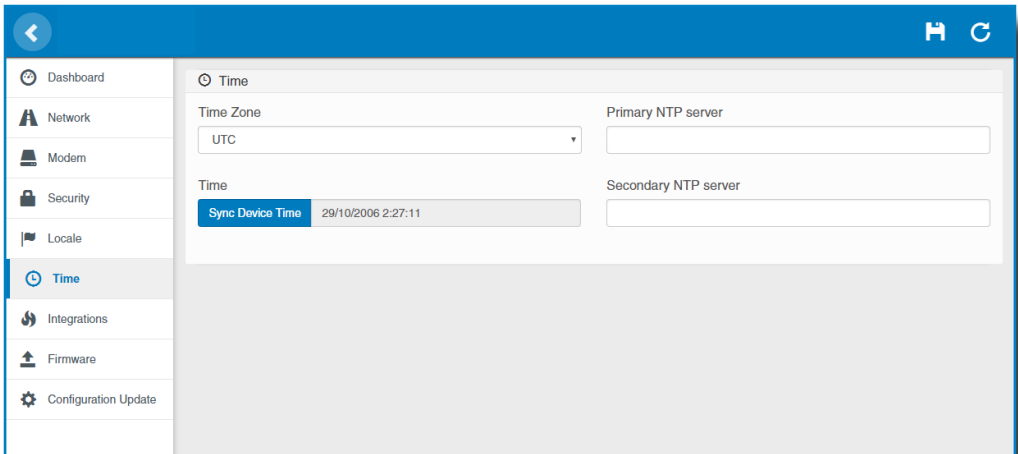 Dashboard
Network
Modem
Security
Locale
Time
Integrations
Firmware
Configuration Update
Time
Time Zone
UTC
Primary NTP server
Time
Sync Device Time 29/10/2006 2:27:11
Secondary NTP server